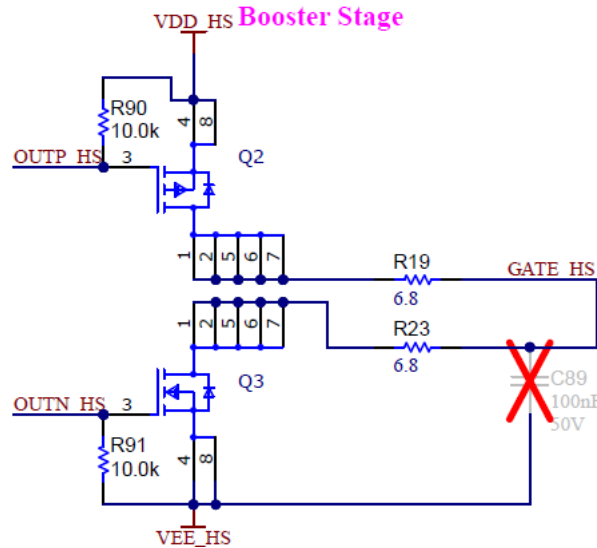 Booster Stage
VDD_HS
R90
10.0k
4
8
OUTP_HS
3
Q2
1
2
5
6
7
R19
GATE_HS
6.8
1
2
5
6
7
R23
6.8
Q3
C89
100nF
50V
OUTN_HS
3
R91
10.0k
4
8
VEE_HS